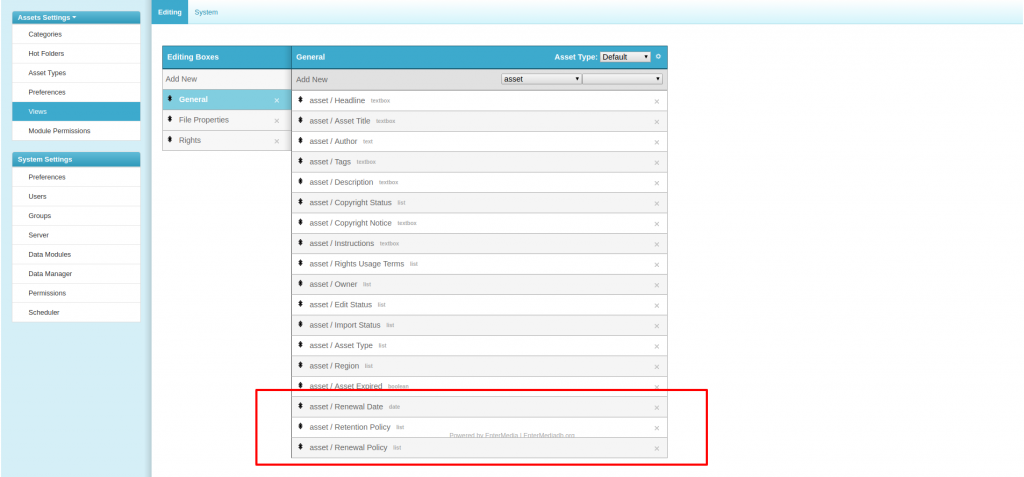 Assets Settings
Categories
Hot Folders
Asset Types
Preferences
Views
Module Permissions
System Settings
Preferences
Users
Groups
Server
Data Modules
Data Manager
Permissions
Scheduler
Editing System
Editing Boxes
Add New
General ×
File Properties ×
Rights ×
General Asset Type: Default
Add New asset
asset / Headline textbox ×
asset / Asset Title textbox ×
asset / Author text ×
asset / Tags textbox ×
asset / Description textbox ×
asset / Copyright Status list ×
asset / Copyright Notice textbox ×
asset / Instructions textbox ×
asset / Rights Usage Terms list ×
asset / Owner list ×
asset / Edit Status list ×
asset / Import Status list ×
asset / Asset Type list ×
asset / Region list ×
asset / Asset Expired boolean ×
asset / Renewal Date date ×
asset / Retention Policy list ×
Powered by EnterMedia | EnterMediadb.org
asset / Renewal Policy list ×